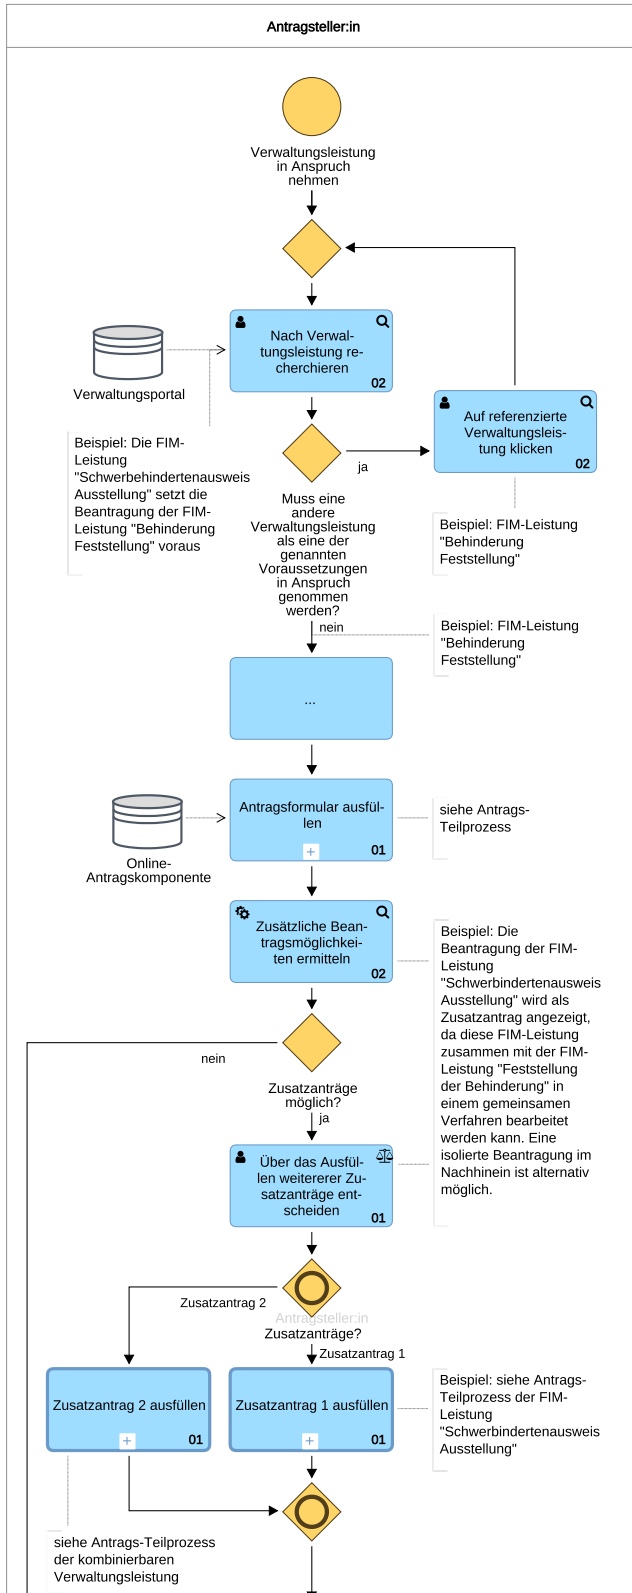 Antragsteller:in
Verwaltungsleistung
in Anspruch
nehmen
Nach Verwal-
tungsleistung re-
cherchieren
02
Verwaltungsportal
Beispiel: Die FIM-
Leistung
"Schwerbehindertenausweis
Ausstellung" setzt die
Beantragung der FIM-
Leistung "Behinderung
Feststellung" voraus
Auf referenzierte
Verwaltungsleis-
tung klicken
02
ja
Muss eine
andere
Verwaltungsleistung
als eine der
genannten
Voraussetzungen
in Anspruch
genommen
werden?
Beispiel: FIM-Leistung
"Behinderung
Feststellung"
nein
Beispiel: FIM-Leistung
"Behinderung
Feststellung"
...
Antragsformular ausfül-
len
01
siehe Antrags-
Teilprozess
Online-
Antragskomponente
Zusätzliche Bean-
tragsmöglichkei-
ten ermitteln
02
Beispiel: Die
Beantragung der FIM-
Leistung
"Schwerbindertenausweis
Ausstellung" wird als
Zusatzantrag angezeigt,
da diese FIM-Leistung
zusammen mit der FIM-
Leistung "Feststellung
der Behinderung" in
einem gemeinsamen
Verfahren bearbeitet
werden kann. Eine
isolierte Beantragung im
Nachhinein ist alternativ
möglich.
nein
Zusatzanträge
möglich?
ja
Über das Ausfül-
len weitererer Zu-
satzanträge ent-
scheiden
01
Zusatzantrag 2
Antragsteller:in
Zusatzanträge?
Zusatzantrag 1
Zusatzantrag 2 ausfüllen
01
Zusatzantrag 1 ausfüllen
01
Beispiel: siehe Antrags-
Teilprozess der FIM-
Leistung
"Schwerbindertenausweis
Ausstellung"
siehe Antrags-Teilprozess
der kombinierbaren
Verwaltungsleistung